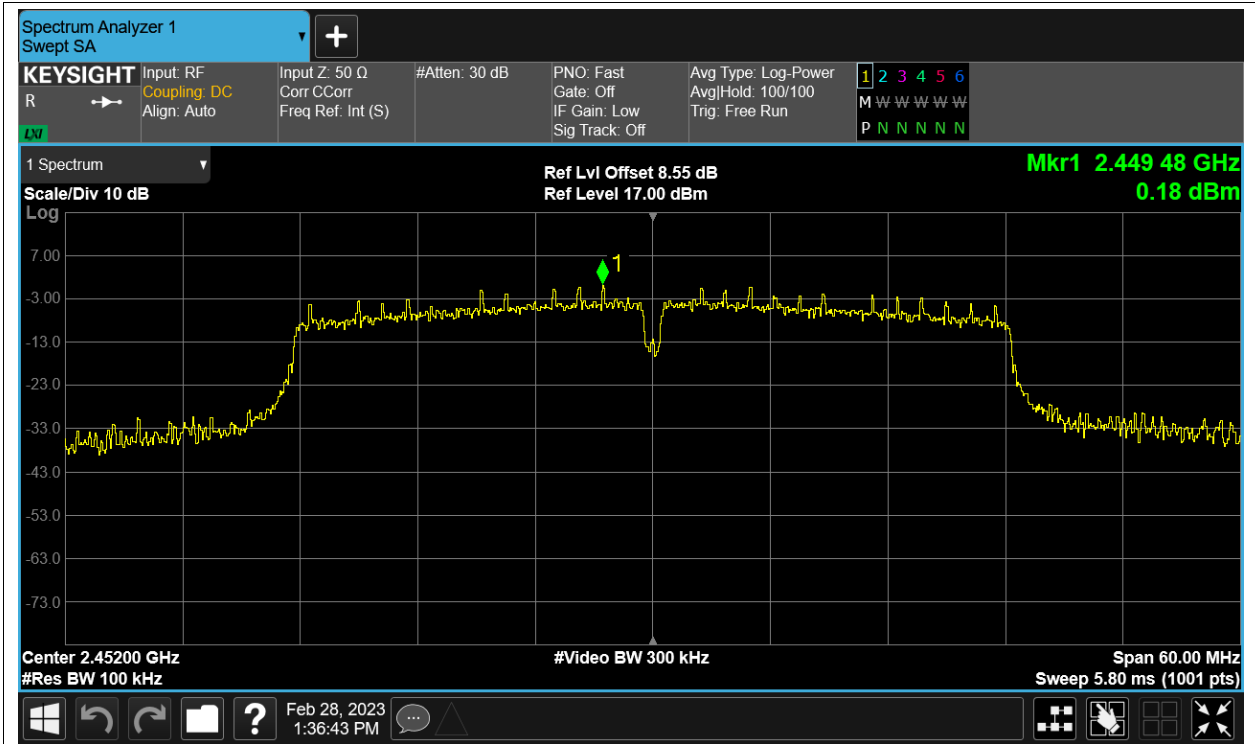 Spectrum Analyzer 1
Swept SA
KEYSIGHT
R
LXI
Input: RF
Coupling: DC
Align: Auto
Input Z: 50 Ω
Corr CCorr
Freq Ref: Int (S)
#Atten: 30 dB
PNO: Fast
Gate: Off
IF Gain: Low
Sig Track: Off
Avg Type: Log-Power
Avg|Hold: 100/100
Trig: Free Run
1 2 3 4 5 6
M W W W W W
P N N N N N
1 Spectrum
Scale/Div 10 dB
Log
Ref Lvl Offset 8.55 dB
Ref Level 17.00 dBm
Mkr1 2.449 48 GHz
0.18 dBm
1
7.00
-3.00
-13.0
-23.0
-33.0
-43.0
-53.0
-63.0
-73.0
Center 2.45200 GHz
#Video BW 300 kHz
Span 60.00 MHz
#Res BW 100 kHz
Sweep 5.80 ms (1001 pts)
?
Feb 28, 2023
1:36:43 PM